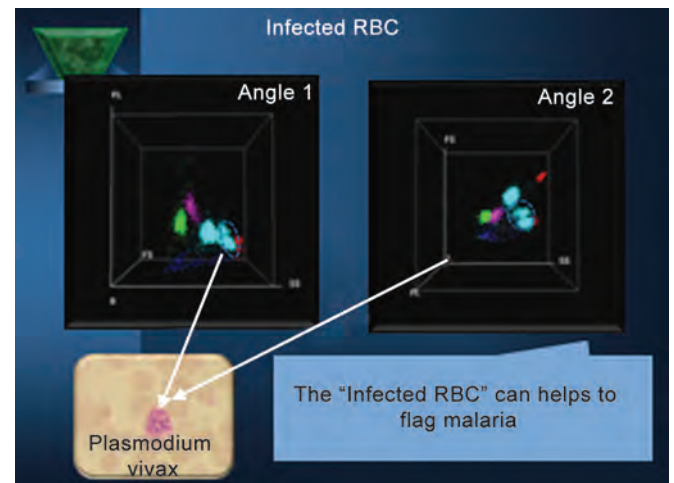 Infected RBC
Angle 1
FL
FS
SS
0
Angle 2
FS
SS
FL
The “Infected RBC” can helps to
flag malaria
Plasmodium
vivax